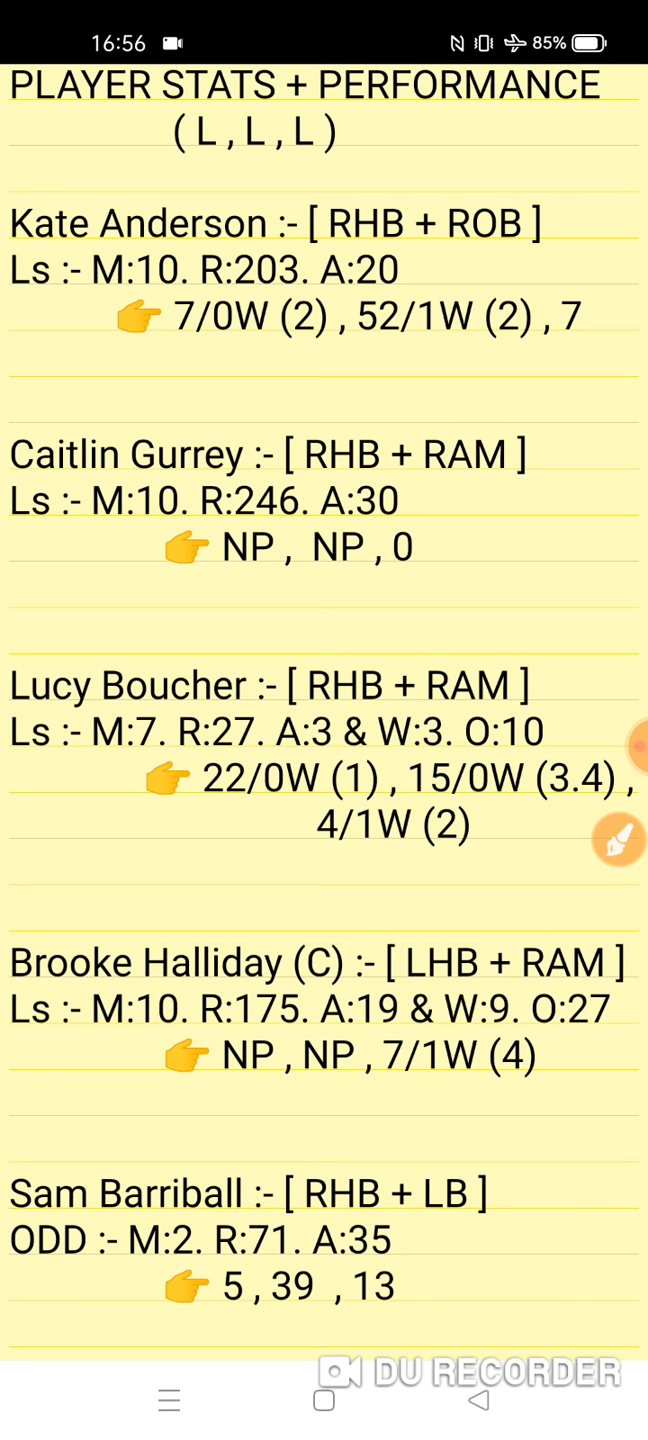 16:56 85%
PLAYER STATS + PERFORMANCE
( L , L , L )
Kate Anderson :- [ RHB + ROB ]
Ls :- M:10. R:203. A:20
👉 7/0W (2) , 52/1W (2) , 7
Caitlin Gurrey :- [ RHB + RAM ]
Ls :- M:10. R:246. A:30
👉 NP , NP , 0
Lucy Boucher :- [ RHB + RAM ]
Ls :- M:7. R:27. A:3 & W:3. O:10
👉 22/0W (1) , 15/0W (3.4) ,
4/1W (2)
Brooke Halliday (C) :- [ LHB + RAM ]
Ls :- M:10. R:175. A:19 & W:9. O:27
👉 NP , NP , 7/1W (4)
Sam Barriball :- [ RHB + LB ]
ODD :- M:2. R:71. A:35
👉 5 , 39 , 13
DU RECORDER